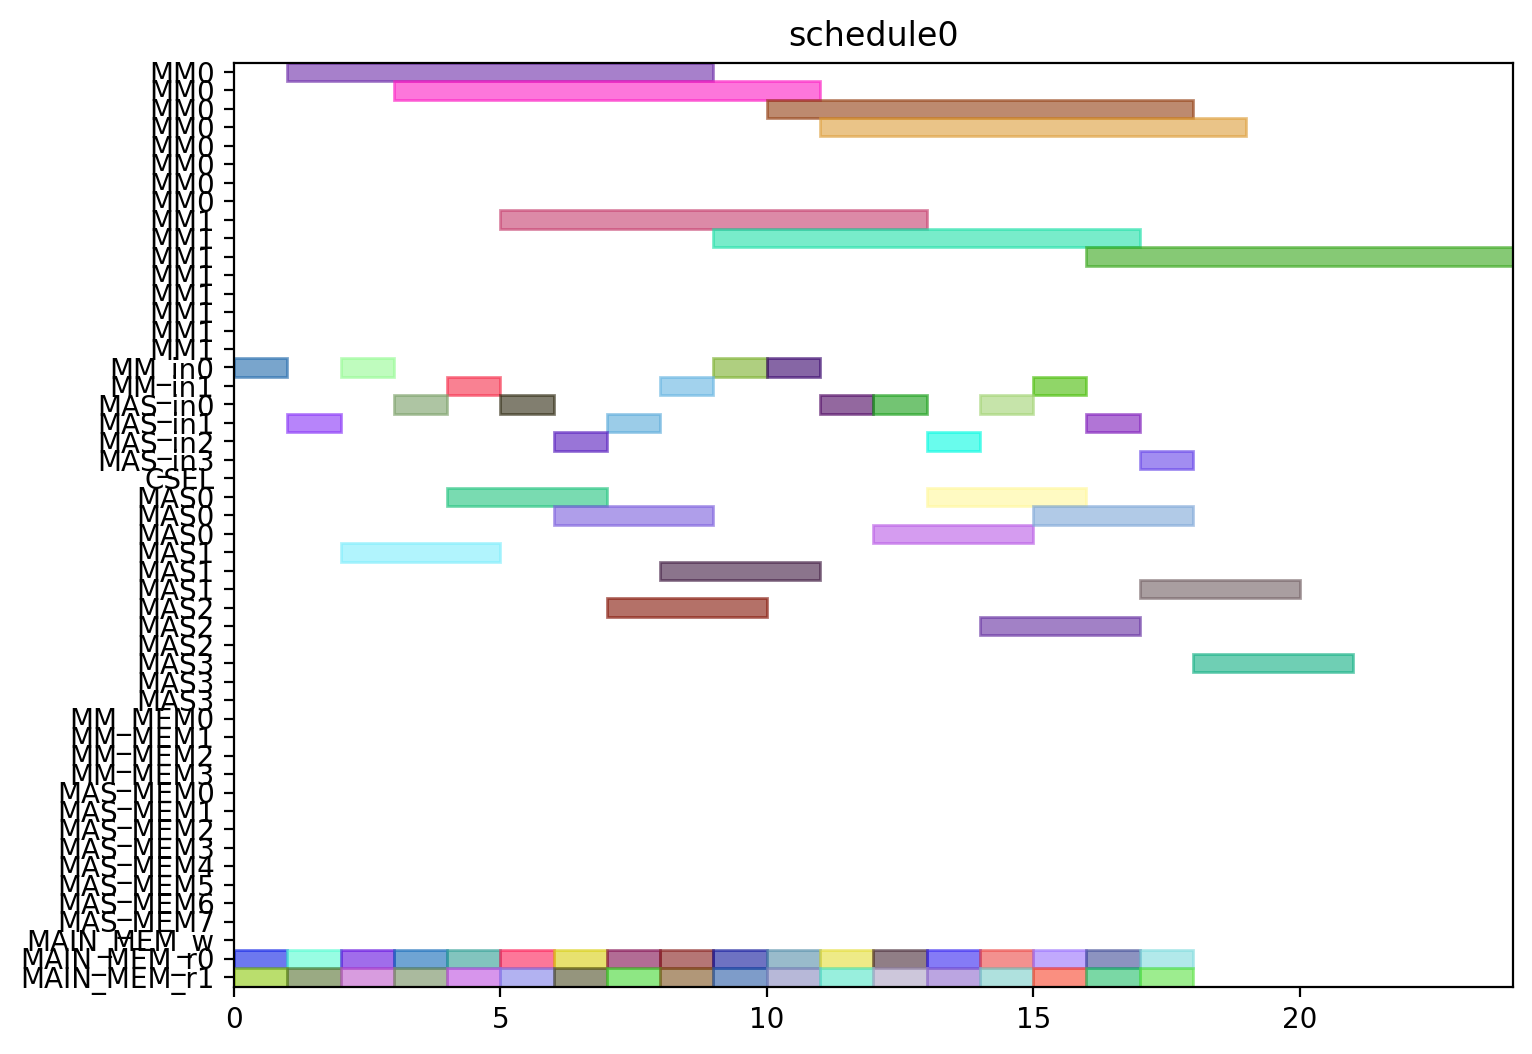 schedule0
MM0
MM0
MM0
MM0
MM0
MM0
MM0
MM0
MM1
MM1
MM1
MM1
MM1
MM1
MM1
MM1
MM_in0
MM_in1
MAS_in0
MAS_in1
MAS_in2
MAS_in3
CSEL
MAS0
MAS0
MAS0
MAS1
MAS1
MAS1
MAS2
MAS2
MAS2
MAS3
MAS3
MAS3
MM_MEM0
MM_MEM1
MM_MEM2
MM_MEM3
MAS_MEM0
MAS_MEM1
MAS_MEM2
MAS_MEM3
MAS_MEM4
MAS_MEM5
MAS_MEM6
MAS_MEM7
MAIN_MEM_w
MAIN_MEM_r0
MAIN_MEM_r1
0 5 10 15 20